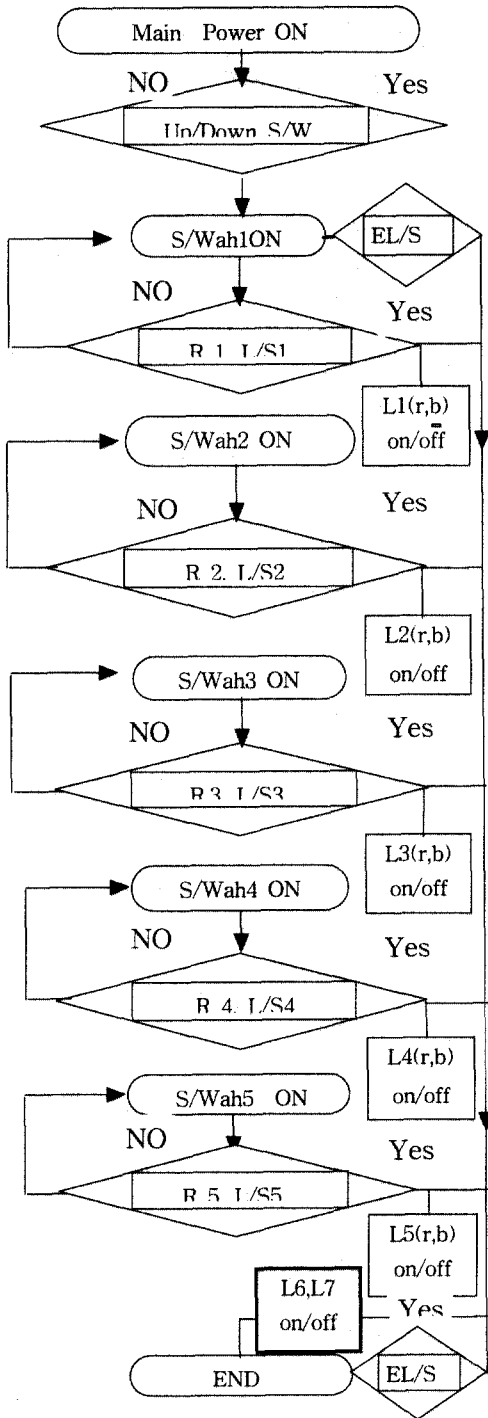 Main Power ON
NO
Yes
Up/Down S/W
S/Wah1ON
EL/S
NO
Yes
R 1. L/S1
L1(r,b)
on/off
S/Wah2 ON
NO
Yes
R 2. L/S2
L2(r,b)
on/off
S/Wah3 ON
NO
Yes
R 3. L/S3
L3(r,b)
on/off
S/Wah4 ON
NO
Yes
R 4. L/S4
L4(r,b)
on/off
S/Wah5 ON
NO
Yes
R 5. L/S5
L5(r,b)
on/off
L6,L7
on/off
Yes
END
EL/S